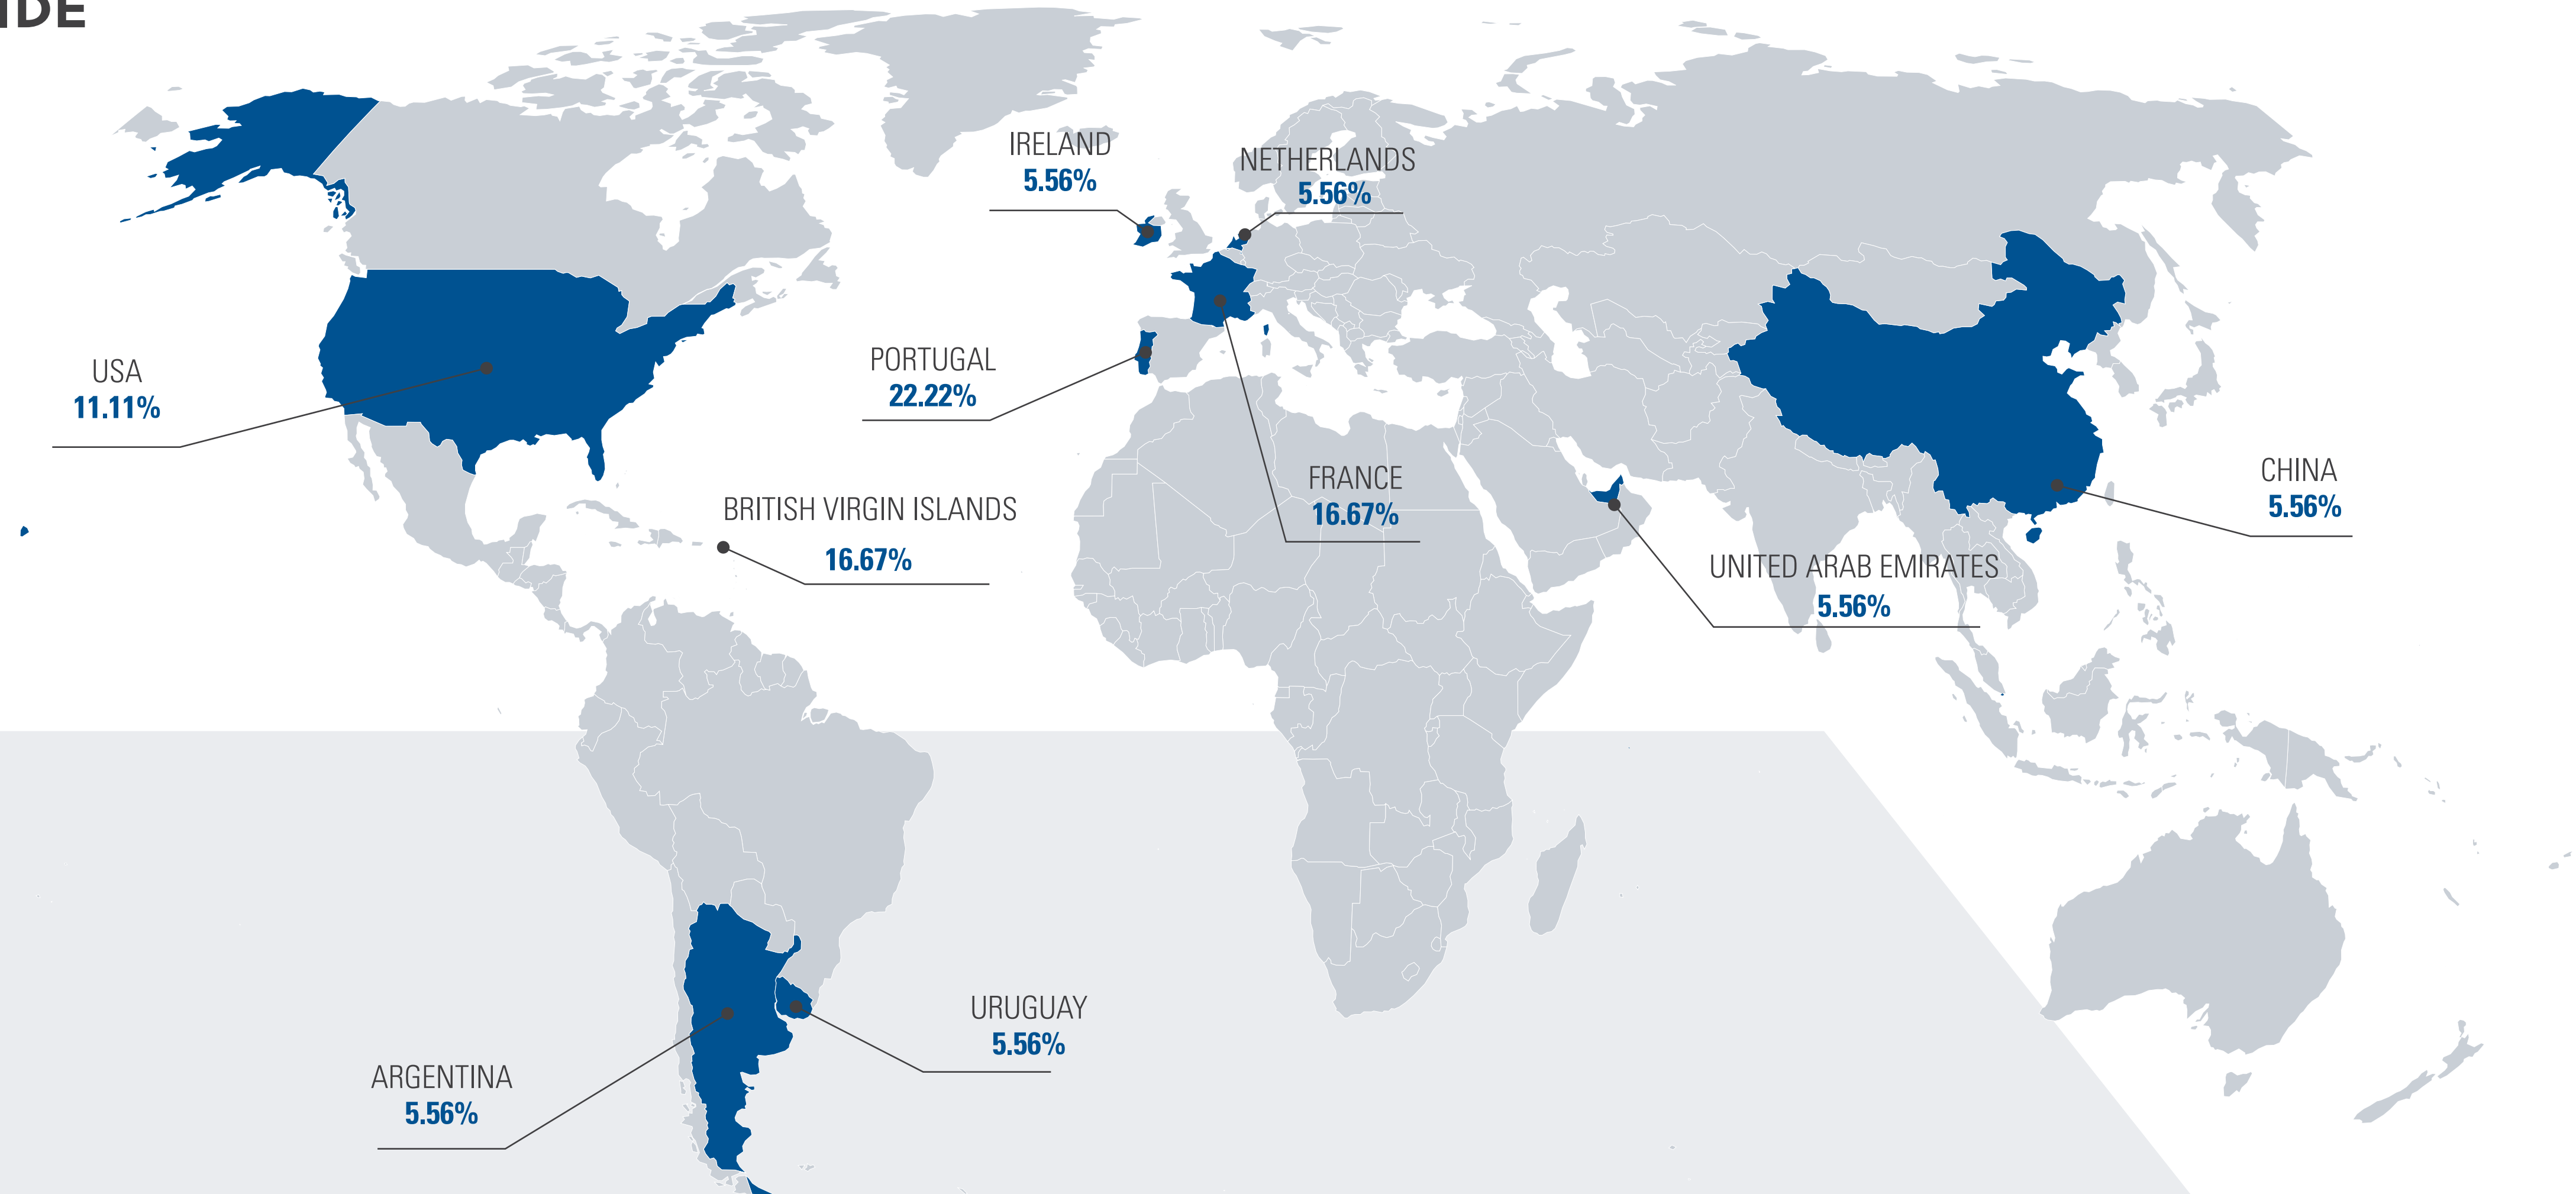 IDE
IRELAND
5.56%
NETHERLANDS
5.56%
USA
11.11%
PORTUGAL
22.22%
BRITISH VIRGIN ISLANDS
16.67%
FRANCE
16.67%
CHINA
5.56%
UNITED ARAB EMIRATES
5.56%
URUGUAY
5.56%
ARGENTINA
5.56%